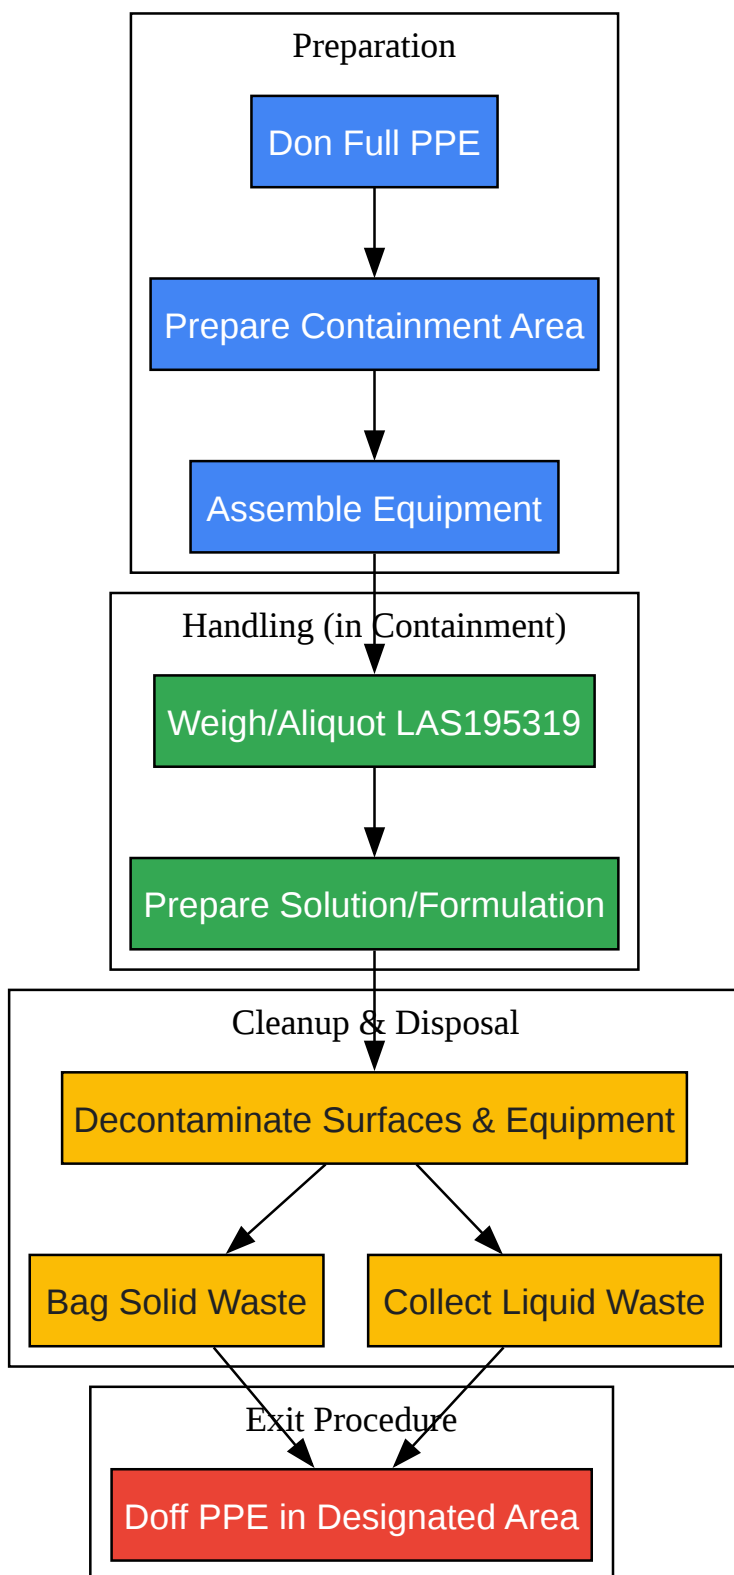 Preparation
Don Full PPE
Prepare Containment Area
Assemble Equipment
Handling (in Containment)
Weigh/Aliquot LAS195319
Prepare Solution/Formulation
Cleanup & Disposal
Decontaminate Surfaces & Equipment
Bag Solid Waste
Collect Liquid Waste
Exit Procedure
Doff PPE in Designated Area